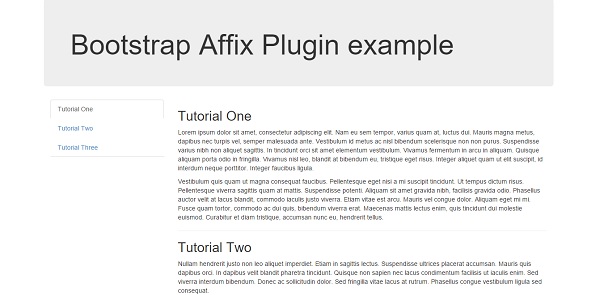 Bootstrap Affix Plugin example
Tutorial One
Tutorial Two
Tutorial Three
Tutorial One
Lorem ipsum dolor sit amet, consectetur adipiscing elit. Nam eu sem tempor, varius quam at, luctus dui. Mauris magna metus,
dapibus nec turpis vel, semper malesuada ante. Vestibulum id metus ac nisl bibendum scelerisque non non purus. Suspendisse
varius nibh non aliquet sagittis. In tincidunt orci sit amet elementum vestibulum. Vivamus fermentum in arcu in aliquam. Quisque
aliquam porta odio in fringilla. Vivamus nisl leo, blandit at bibendum eu, tristique eget risus. Integer aliquet quam ut elit suscipit, id
interdum neque porttitor. Integer faucibus ligula.
Vestibulum quis quam ut magna consequat faucibus. Pellentesque eget nisi a mi suscipit tincidunt. Ut tempus dictum risus.
Pellentesque viverra sagittis quam at mattis. Suspendisse potenti. Aliquam sit amet gravida nibh, facilisis gravida odio. Phasellus
auctor velit at lacus blandit, commodo iaculis justo viverra. Etiam vitae est arcu. Mauris vel congue dolor. Aliquam eget mi mi.
Fusce quam tortor, commodo ac dui quis, bibendum viverra erat. Maecenas mattis lectus enim, quis tincidunt dui molestie
euismod. Curabitur et diam tristique, accumsan nunc eu, hendrerit tellus.
Tutorial Two
Nullam hendrerit justo non leo aliquet imperdiet. Etiam in sagittis lectus. Suspendisse ultrices placerat accumsan. Mauris quis
dapibus orci. In dapibus velit blandit pharetra tincidunt. Quisque non sapien nec lacus condimentum facilisis ut iaculis enim. Sed
viverra interdum bibendum. Donec ac sollicitudin dolor. Sed fringilla vitae lacus at rutrum. Phasellus congue vestibulum ligula sed
consequat.